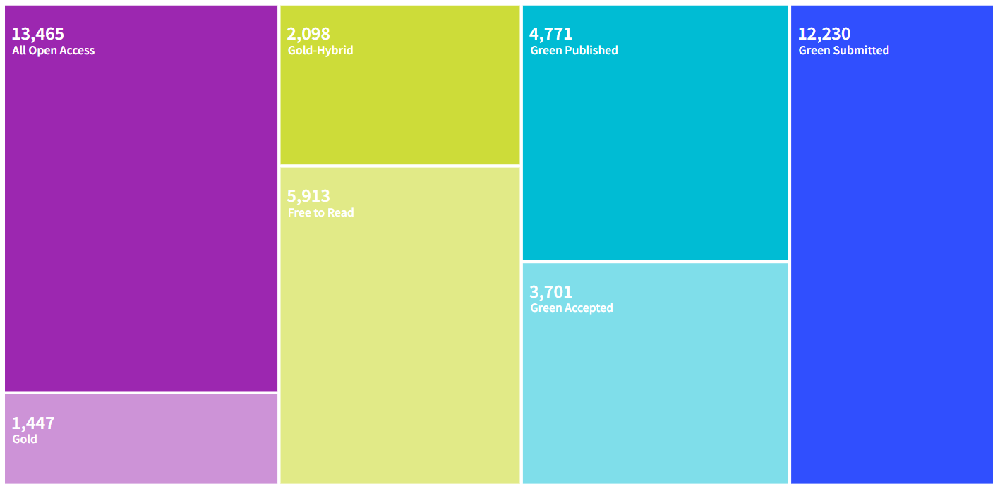 13,465
All Open Access
1,447
Gold
2,098
Gold-Hybrid
5,913
Free to Read
4,771
Green Published
3,701
Green Accepted
12,230
Green Submitted